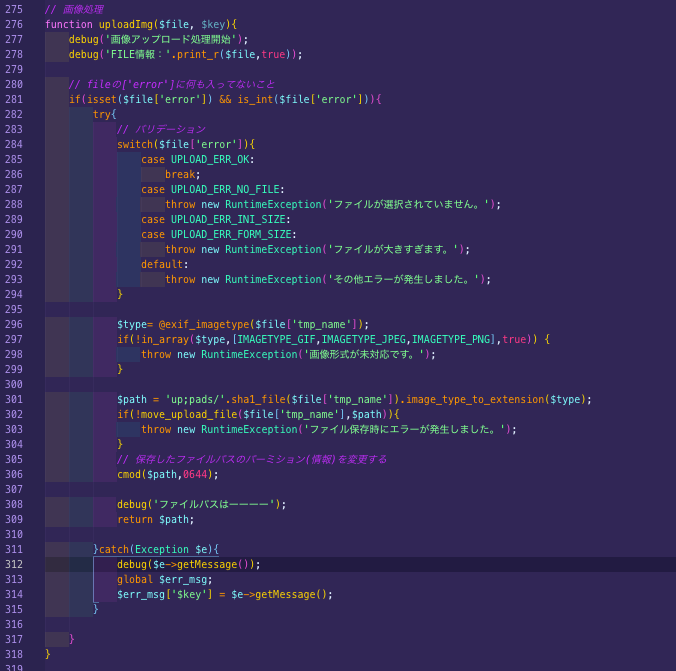 275 // 画像処理
276 function uploadImg($file, $key){
277 debug('画像アップロード処理開始');
278 debug('FILE情報：'.print_r($file,true));
279
280 // fileの['error']に何も入ってないこと
281 if(isset($file['error']) && is_int($file['error'])){
282 try{
283 // バリデーション
284 switch($file['error']){
285 case UPLOAD_ERR_OK:
286 break;
287 case UPLOAD_ERR_NO_FILE:
288 throw new RuntimeException('ファイルが選択されていません。');
289 case UPLOAD_ERR_INI_SIZE:
290 case UPLOAD_ERR_FORM_SIZE:
291 throw new RuntimeException('ファイルが大きすぎます。');
292 default:
293 throw new RuntimeException('その他エラーが発生しました。');
294 }
295
296 $type= @exif_imagetype($file['tmp_name']);
297 if(!in_array($type,[IMAGETYPE_GIF,IMAGETYPE_JPEG,IMAGETYPE_PNG],true)) {
298 throw new RuntimeException('画像形式が未対応です。');
299 }
300
301 $path = 'up;pads/'.sha1_file($file['tmp_name']).image_type_to_extension($type);
302 if(!move_upload_file($file['tmp_name'],$path)){
303 throw new RuntimeException('ファイル保存時にエラーが発生しました。');
304 }
305 // 保存したファイルパスのパーミション(情報)を変更する
306 cmod($path,0644);
307
308 debug('ファイルパスはーーーー');
309 return $path;
310
311 }catch(Exception $e){
312 debug($e->getMessage());
313 global $err_msg;
314 $err_msg['$key'] = $e->getMessage();
315 }
316
317 }
318 }
319